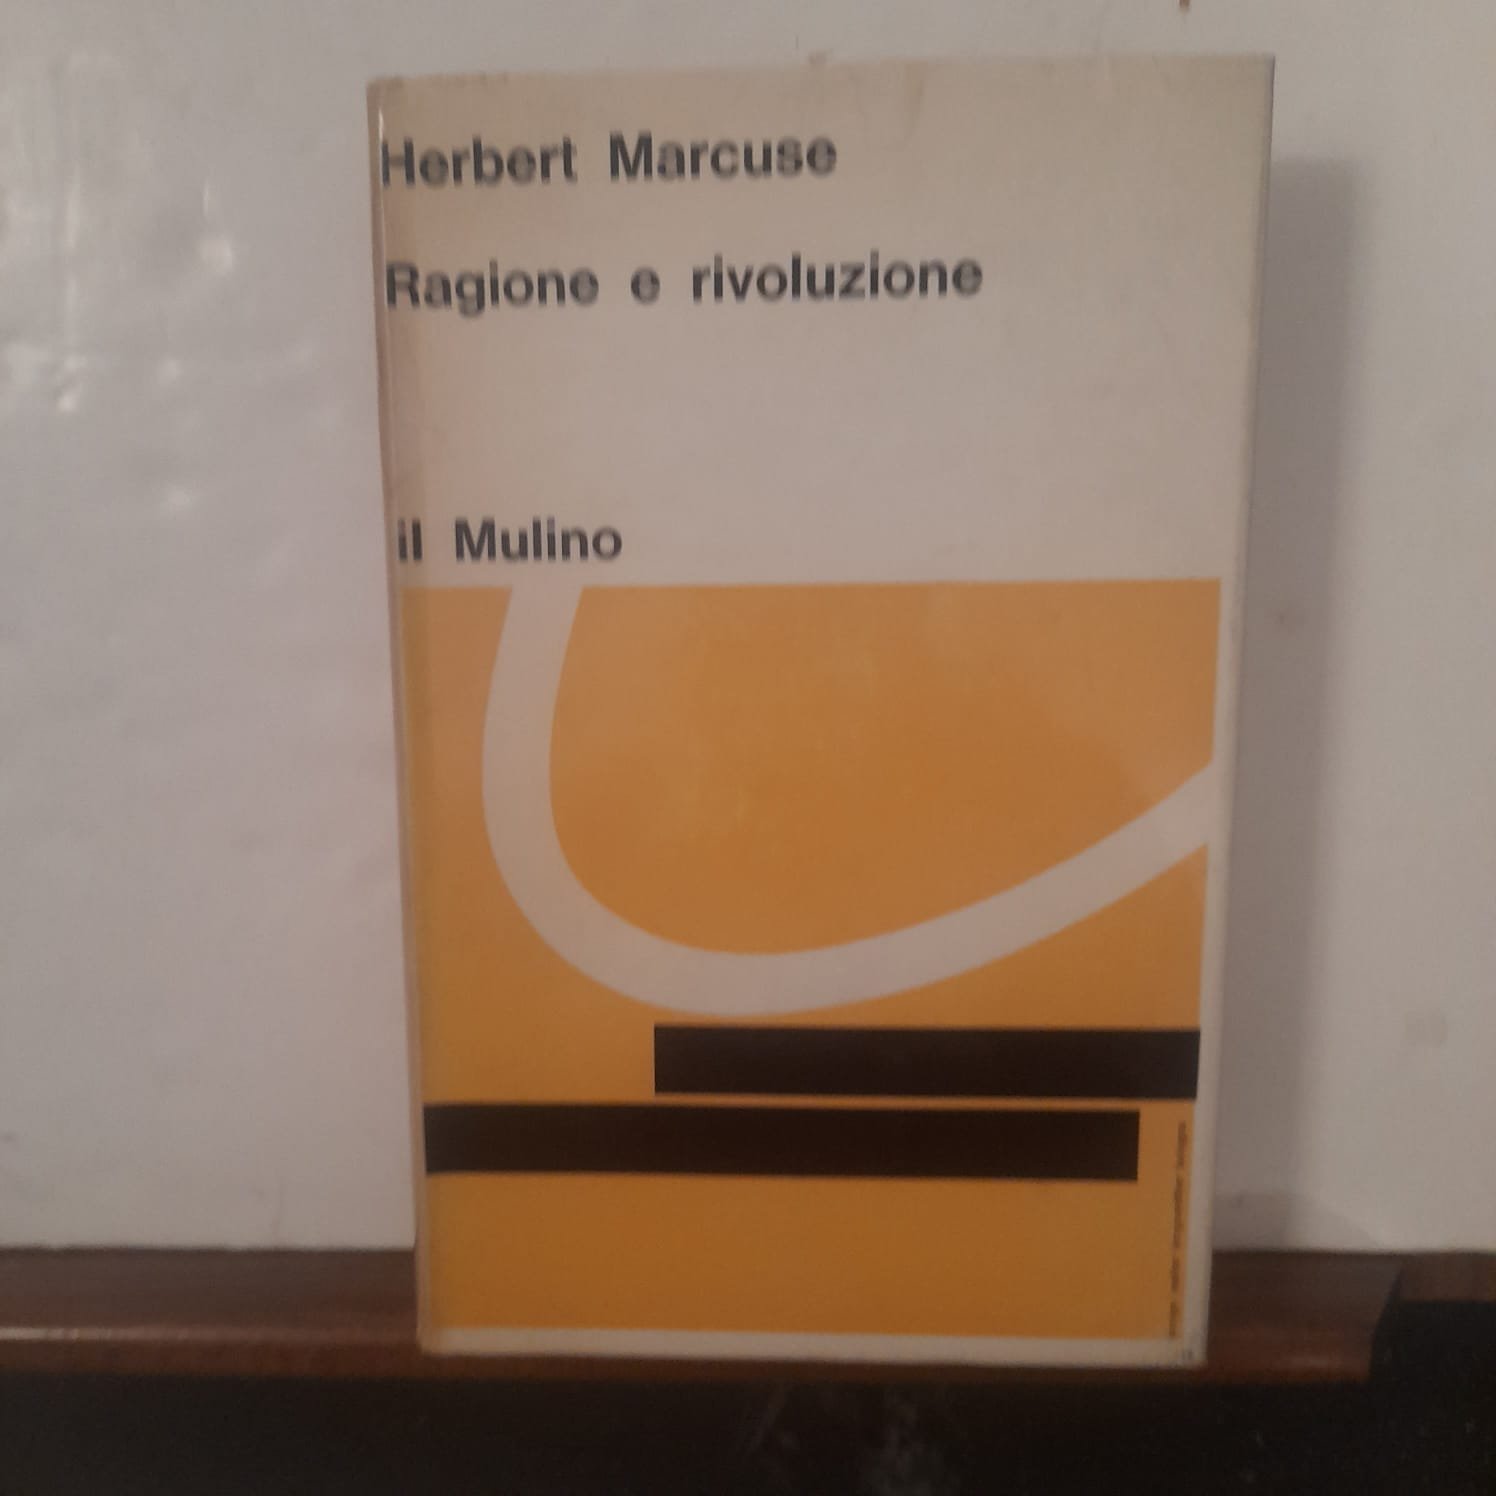 Herbert Marcuse
Ragione e rivoluzione
il Mulino